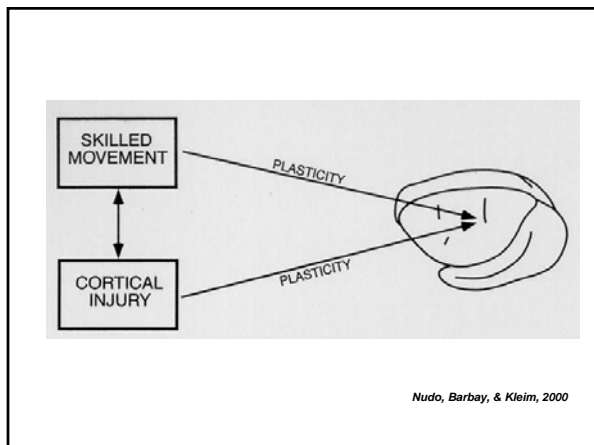 SKILLED
MOVEMENT
PLASTICITY
CORTICAL
INJURY
PLASTICITY
Nudo, Barbay, & Kleim, 2000